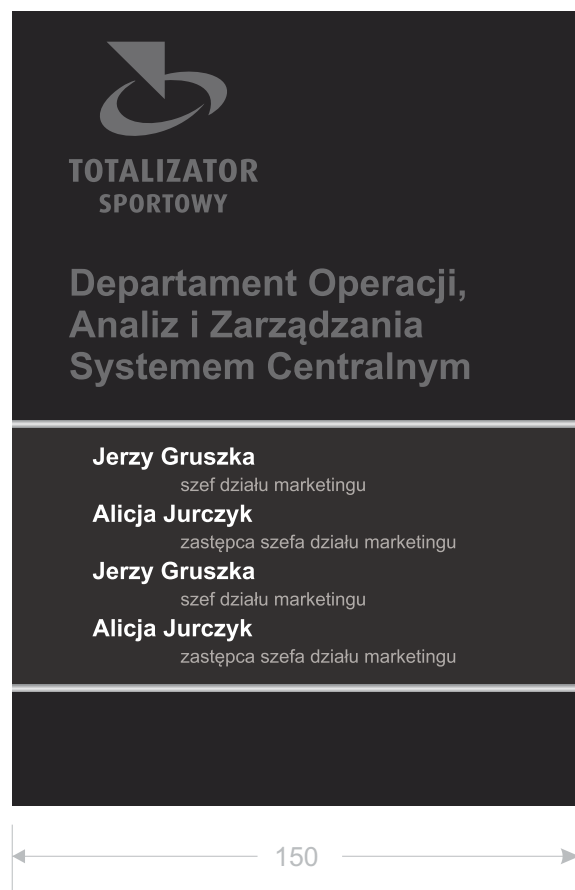 TOTALIZATOR
SPORTOWY
Departament Operacji,
Analiz i Zarządzania
Systemem Centralnym
Jerzy Gruszka
szef działu marketingu
Alicja Jurczyk
zastępca szefa działu marketingu
Jerzy Gruszka
szef działu marketingu
Alicja Jurczyk
zastępca szefa działu marketingu
150